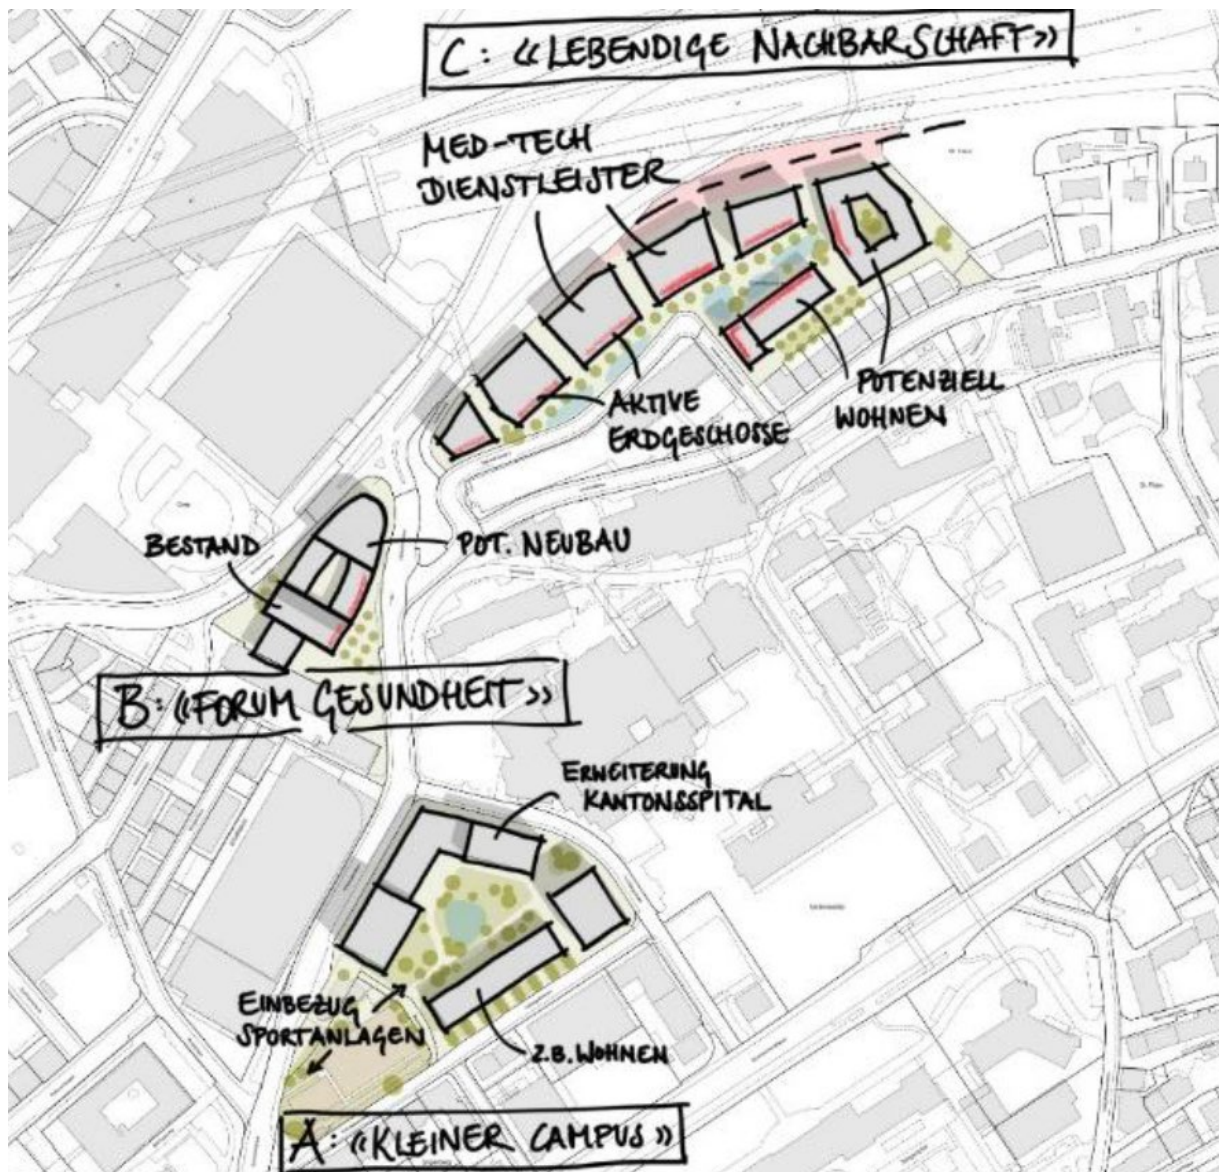 C: «LEBENDIGE NACHBARSCHAFT»
MED-TECH
DIENSTLEISTER
POTENZIELL
WOHNEN
AKTIVE
ERDGESCHOSSE
BESTAND
POT. NEUBAU
B: «FORUM GESUNDHEIT»
ERWEITERUNG
KANTONSSPITAL
EINBEZUG
SPORTANLAGEN
Z.B. WOHNEN
A: «KLEINER CAMPUS»